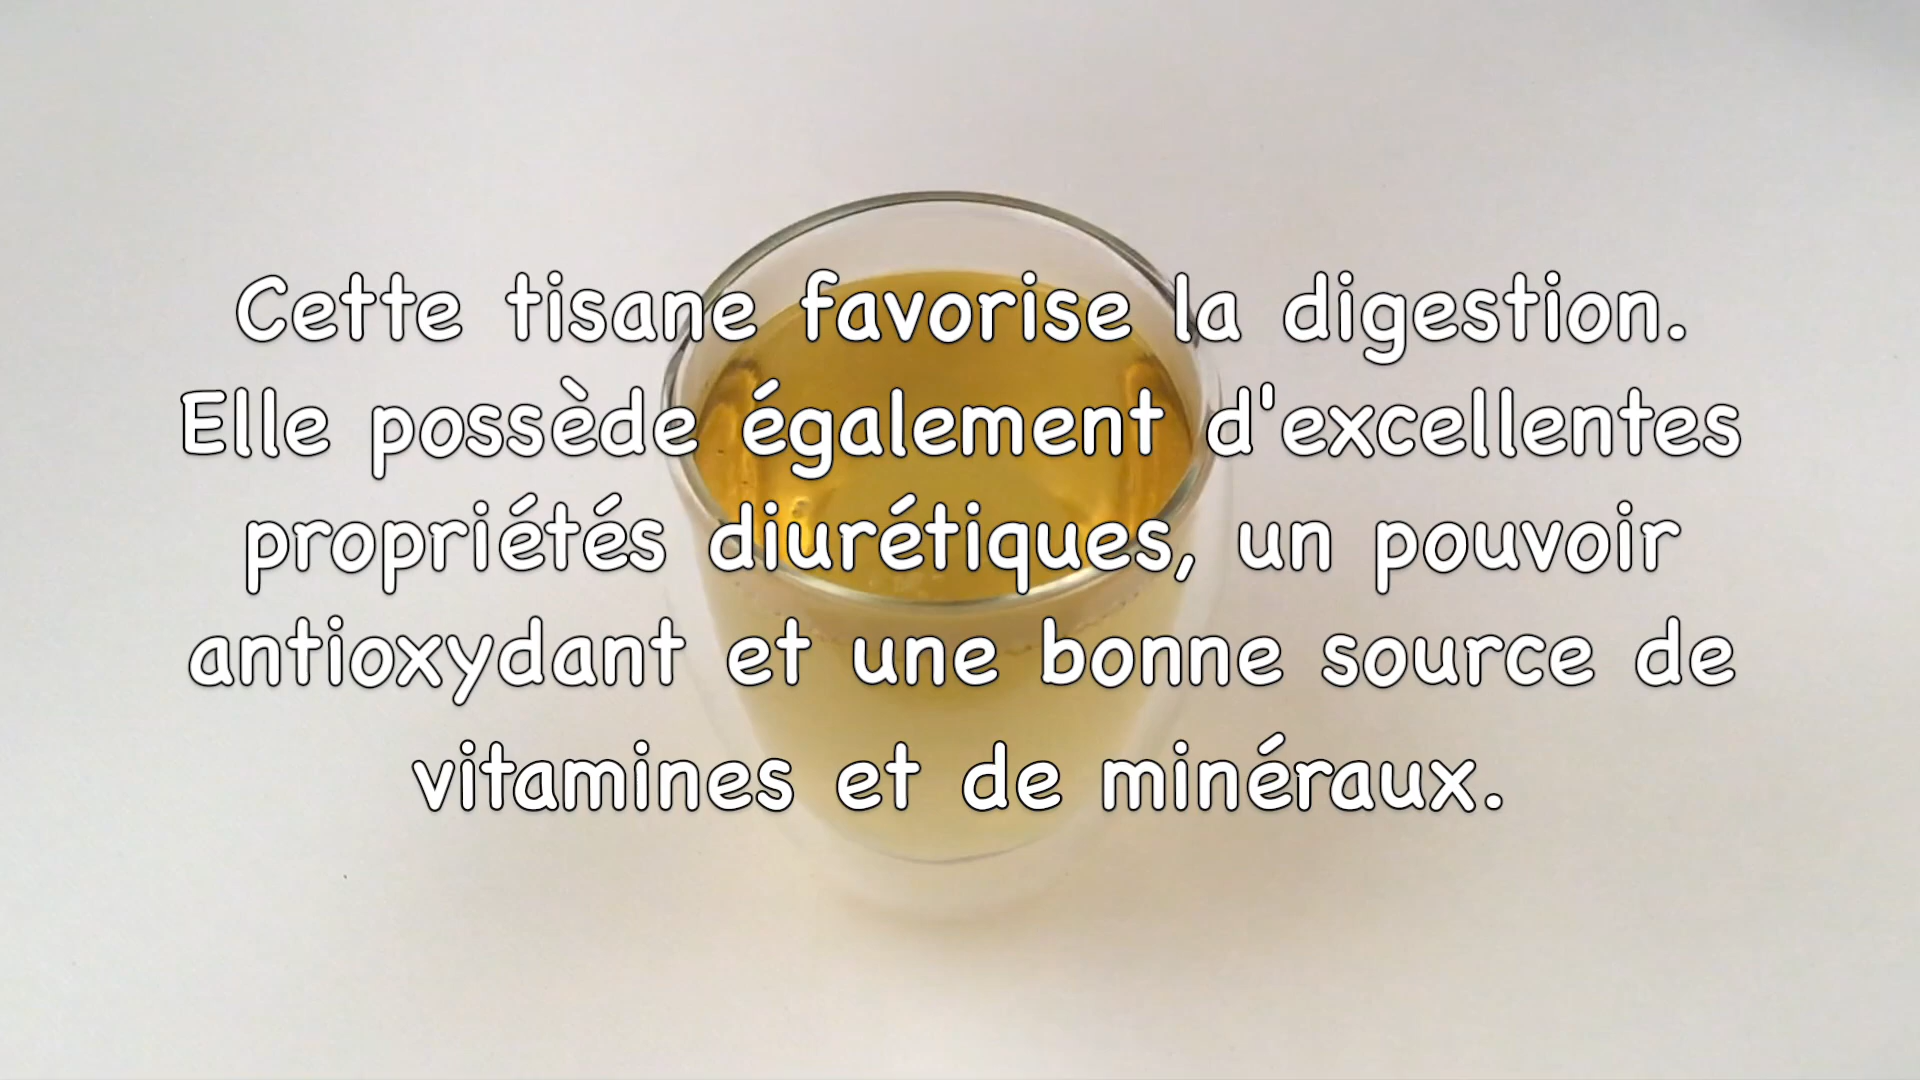 Cette tisane favorise la digestion.
Elle possède également d'excellentes
propriétés diurétiques, un pouvoir
antioxydant et une bonne source de
vitamines et de minéraux.